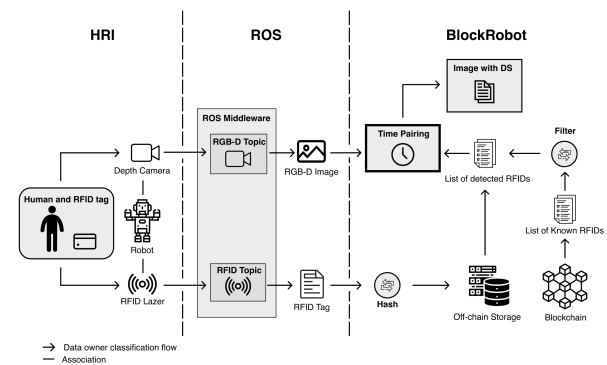 HRI
ROS
BlockRobot
Image with DS
ROS Middleware
RGB-D Topic
Time Pairing
Filter
Depth Camera
RGB-D Image
List of detected RFIDs
Human and RFID tag
List of Known RFIDs
Robot
RFID Topic
RFID Lazer
RFID Tag
Hash
Off-chain Storage
Blockchain
Data owner classification flow
Association